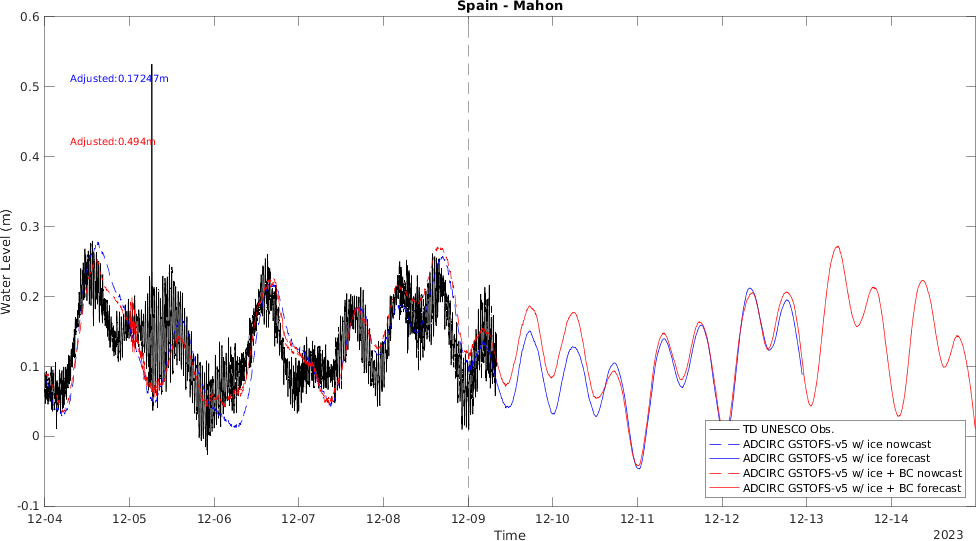 Spain - Mahon
0.6
0.5
0.4
0.3
0.2
0.1
0
-0.1
Water Level (m)
Adjusted:0.17247m
Adjusted:0.494m
TD UNESCO Obs.
ADCIRC GSTOFS-v5 w/ ice nowcast
ADCIRC GSTOFS-v5 w/ ice forecast
ADCIRC GSTOFS-v5 w/ ice + BC nowcast
ADCIRC GSTOFS-v5 w/ ice + BC forecast
12-04 12-05 12-06 12-07 12-08 12-09 12-10 12-11 12-12 12-13 12-14
Time
2023